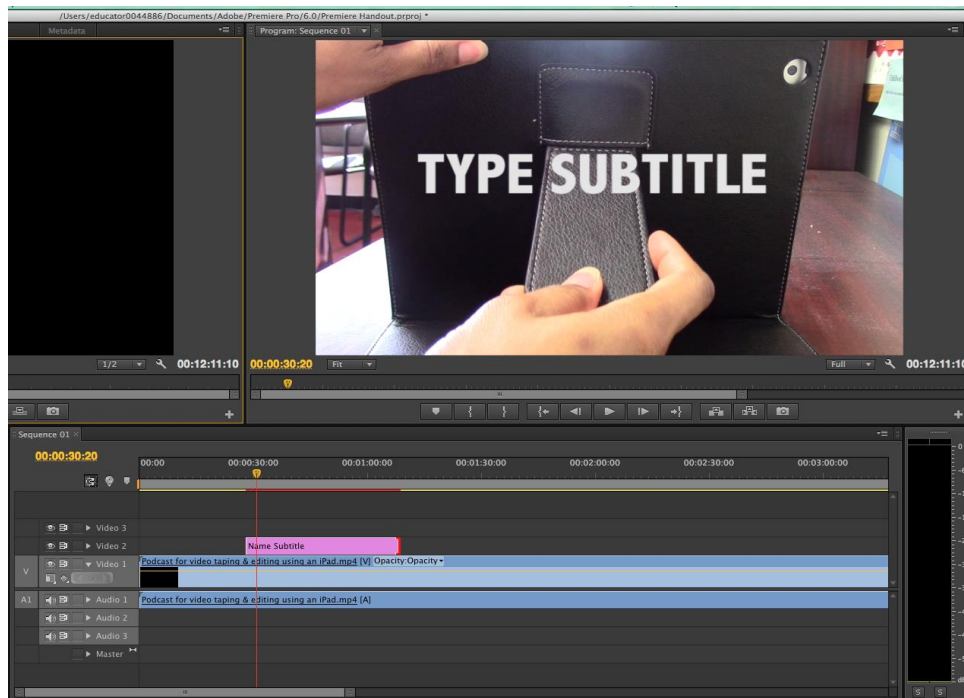 /Users/educator0044886/Documents/Adobe/Premiere Pro/6.0/Premiere Handout.prproj *
Metadata
Program: Sequence 01
TYPE SUBTITLE
1/2
00:12:11:10
00:00:30:20
Fit
Full
00:12:11:10
Sequence 01
00:00:30:20
00:00
00:00:30:00
00:01:00:00
00:01:30:00
00:02:00:00
00:02:30:00
00:03:00:00
Video 3
Video 2
Name Subtitle
V
Video 1
Podcast for video taping & editing using an iPad.mp4 [V] Opacity:Opacity
A1
Audio 1
Podcast for video taping & editing using an iPad.mp4 [A]
Audio 2
Audio 3
Master
S S